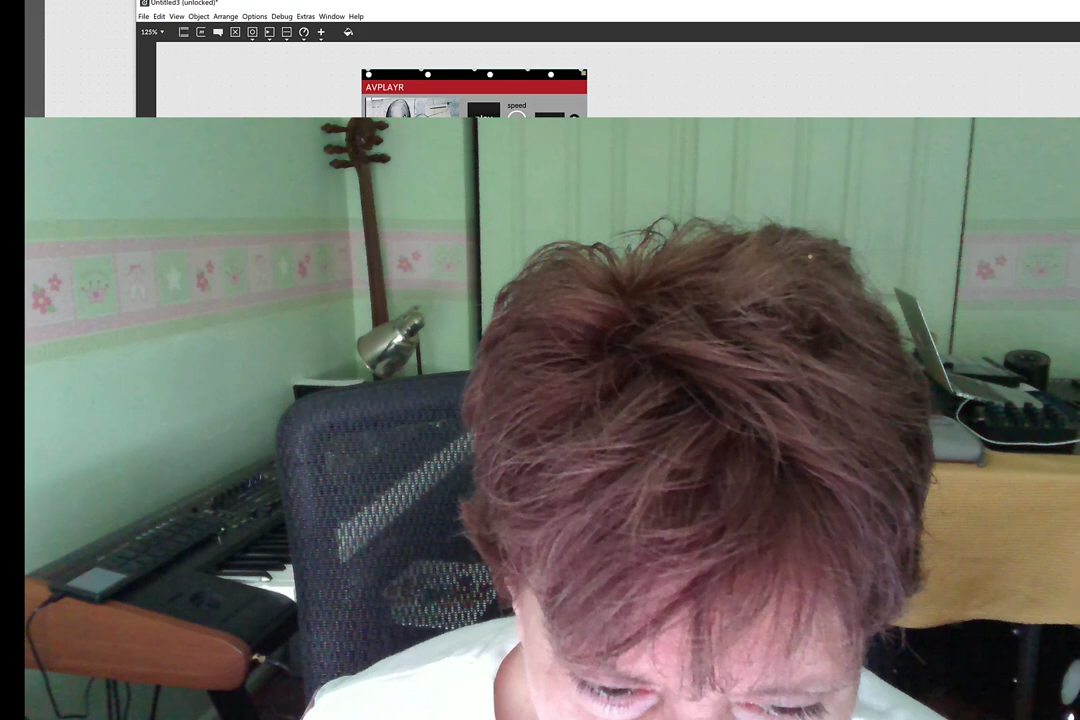 Untitled3 (unlocked)*
File Edit View Object Arrange Options Debug Extras Window Help
125%
AVPLAYR
speed